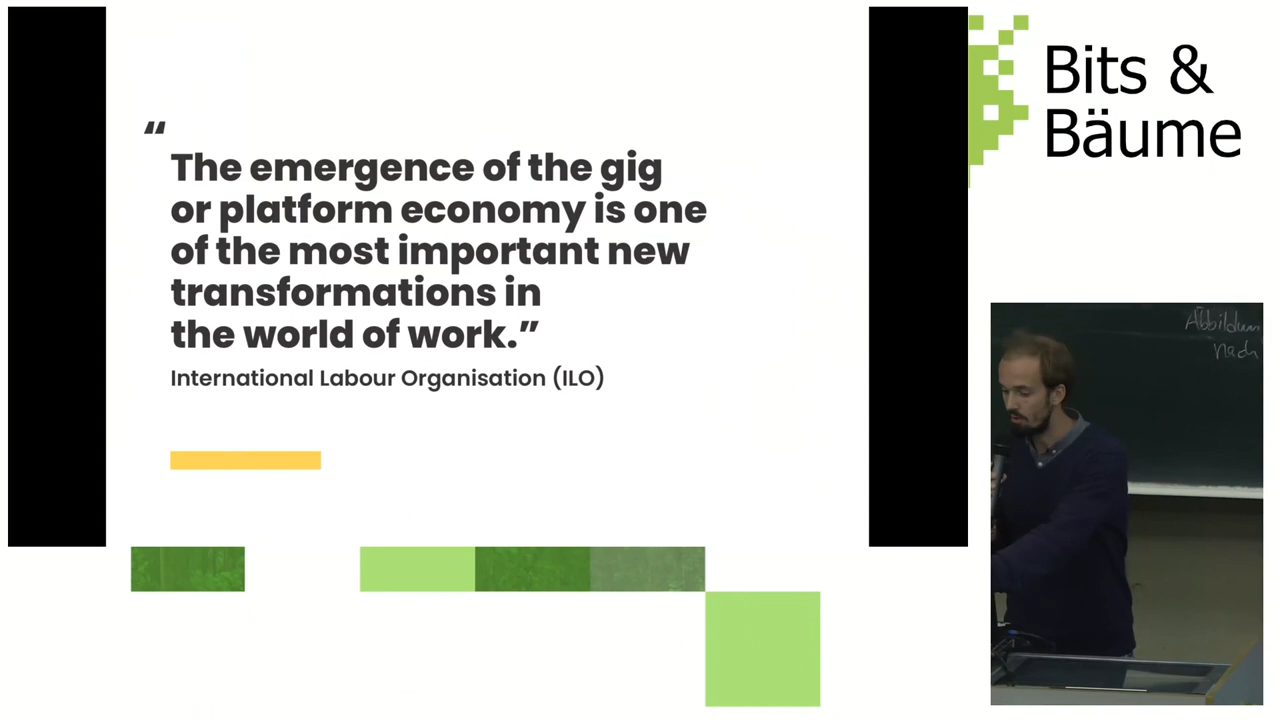 “
The emergence of the gig
or platform economy is one
of the most important new
transformations in
the world of work.”
International Labour Organisation (ILO)
Bits &
Bäume
nach